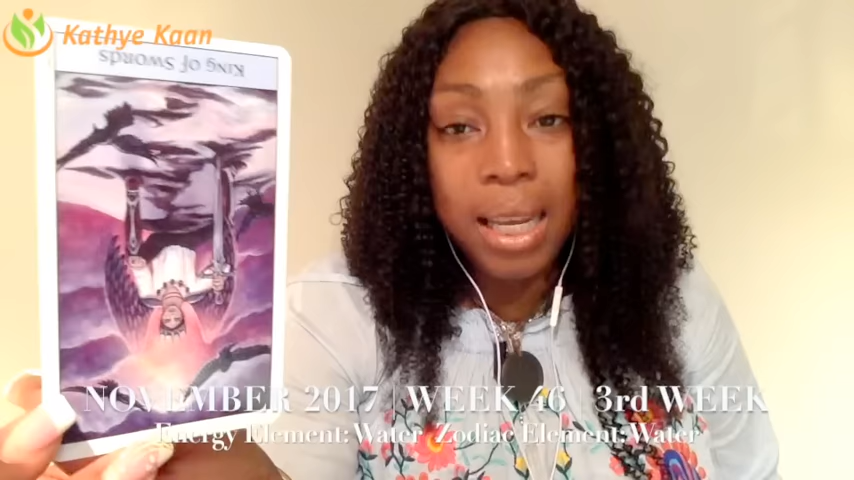 Kathye Kaan
King of Swords
NOVEMBER 2017 | WEEK 46 | 3rd WEEK
Energy Element: Water Zodiac Element: Water